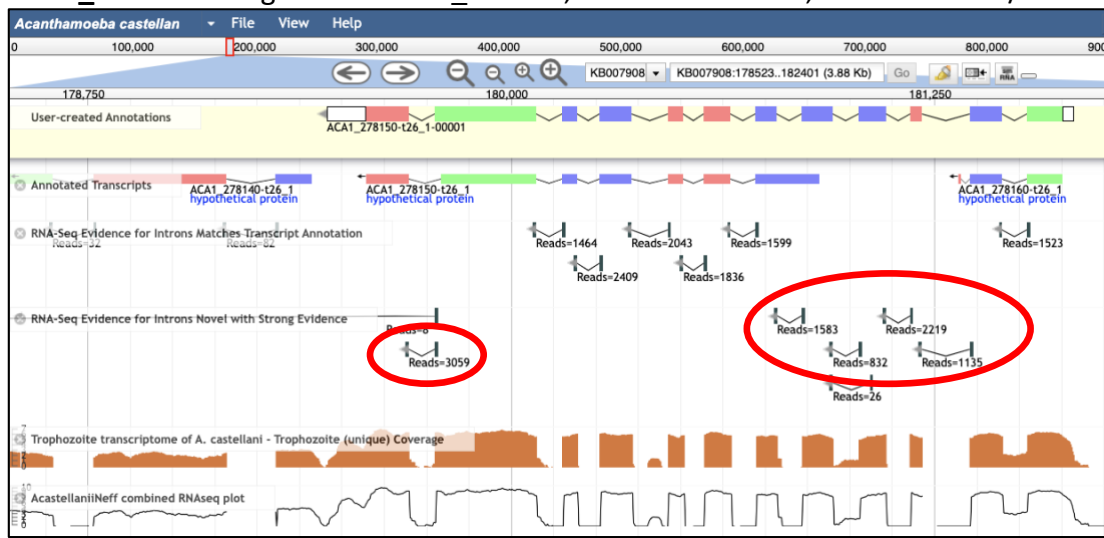 Acanthamoeba castellan File View Help
0 100,000 200,000 300,000 400,000 500,000 600,000 700,000 800,000 900
KB007908 KB007908:178523..182401 (3.88 Kb) Go
RNA
178,750 180,000 181,250
User-created Annotations
ACA1_278150-t26_1-00001
Annotated Transcripts
ACA1_278140-t26_1 ACA1_278150-t26_1 ACA1_278160-t26_1
hypothetical protein hypothetical protein hypothetical protein
RNA-Seq Evidence for Introns Matches Transcript Annotation
Reads=32 Reads=82 Reads=1464 Reads=2043 Reads=1599 Reads=1523
Reads=2409 Reads=1836
RNA-Seq Evidence for Introns Novel with Strong Evidence
Reads=8 Reads=1583 Reads=2219
Reads=3059 Reads=832 Reads=1135
Reads=26
Trophozoite transcriptome of A. castellani - Trophozoite (unique) Coverage
AcastellaniiNeff combined RNAseq plot